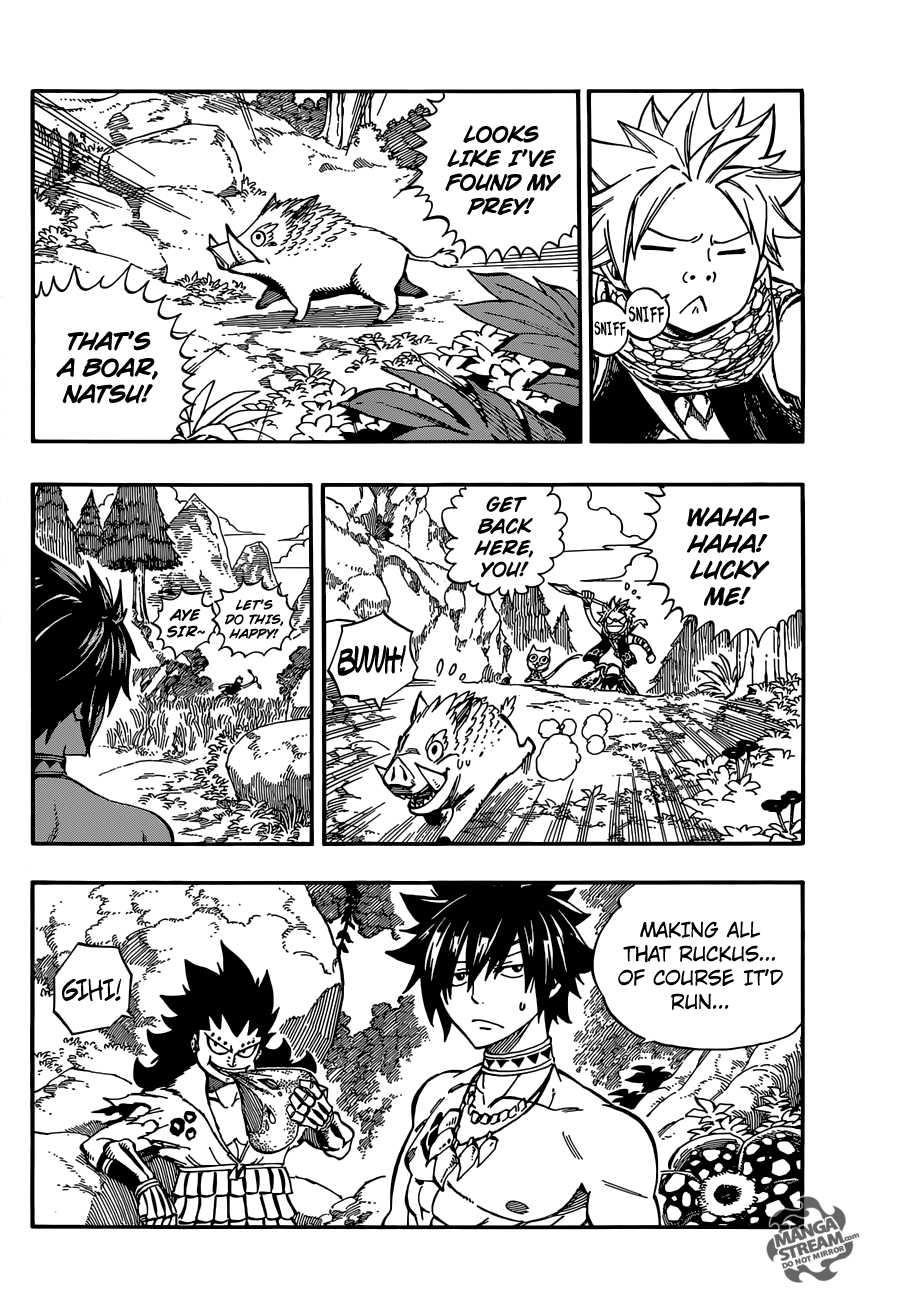 SNIFF
SNIFF
LOOKS
LIKE I'VE
FOUND MY
PREY!
THAT'S
A BOAR,
NATSU!
WAHA-
HAHA!
LUCKY
ME!
GET
BACK
HERE,
YOU!
BUUUH!
LET'S
DO THIS,
HAPPY!
AYE
SIR~
MAKING ALL
THAT RUCKUS...
OF COURSE IT'D
RUN...
GIHI!
MANGA
STREAM.com
DO NOT MIRROR